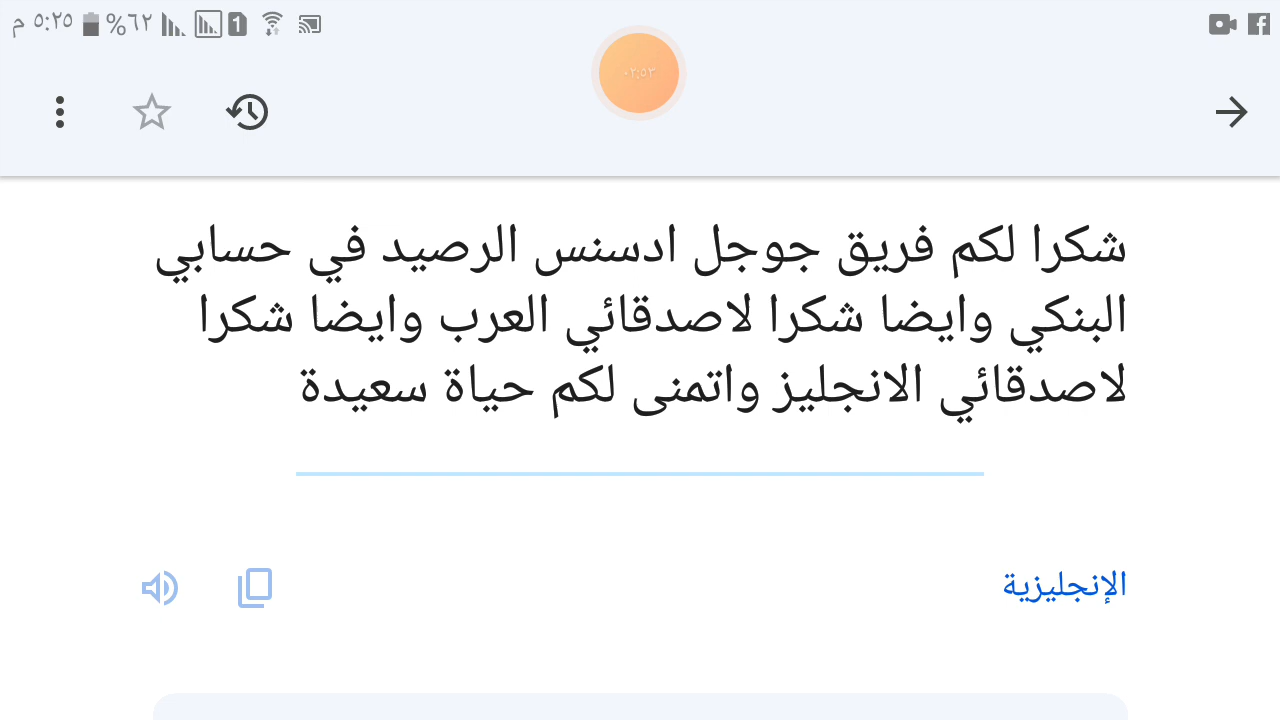 م ٥:٢٥ %٦٢ 1
٠٢:٥٣
شكرا لكم فريق جوجل ادسنس الرصيد في حسابي
البنكي وايضا شكرا لاصدقائي العرب وايضا شكرا
لاصدقائي الانجليز واتمنى لكم حياة سعيدة
الإنجليزية